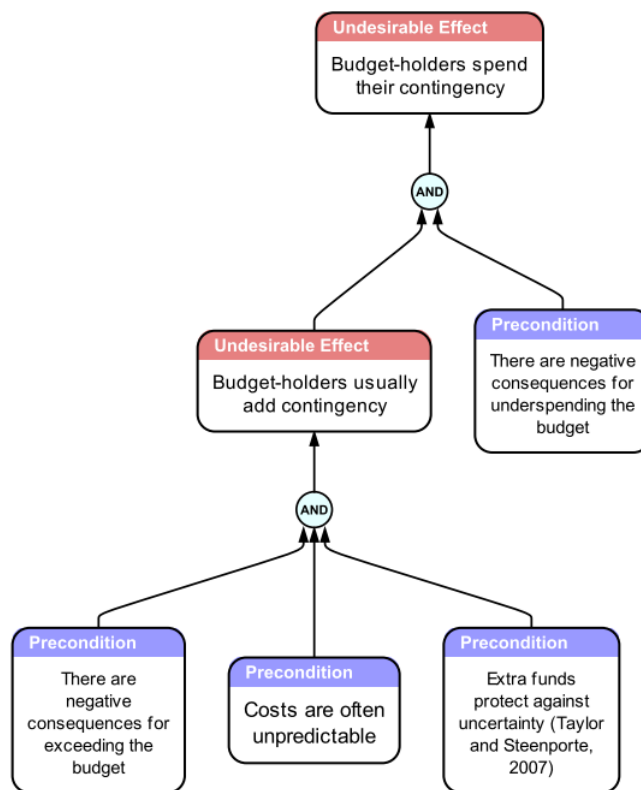 Undesirable Effect
Budget-holders spend
their contingency
AND
Undesirable Effect
Budget-holders usually
add contingency
Precondition
There are negative
consequences for
underspending the
budget
AND
Precondition
There are
negative
consequences for
exceeding the
budget
Precondition
Costs are often
unpredictable
Precondition
Extra funds
protect against
uncertainty (Taylor
and Steenporte,
2007)